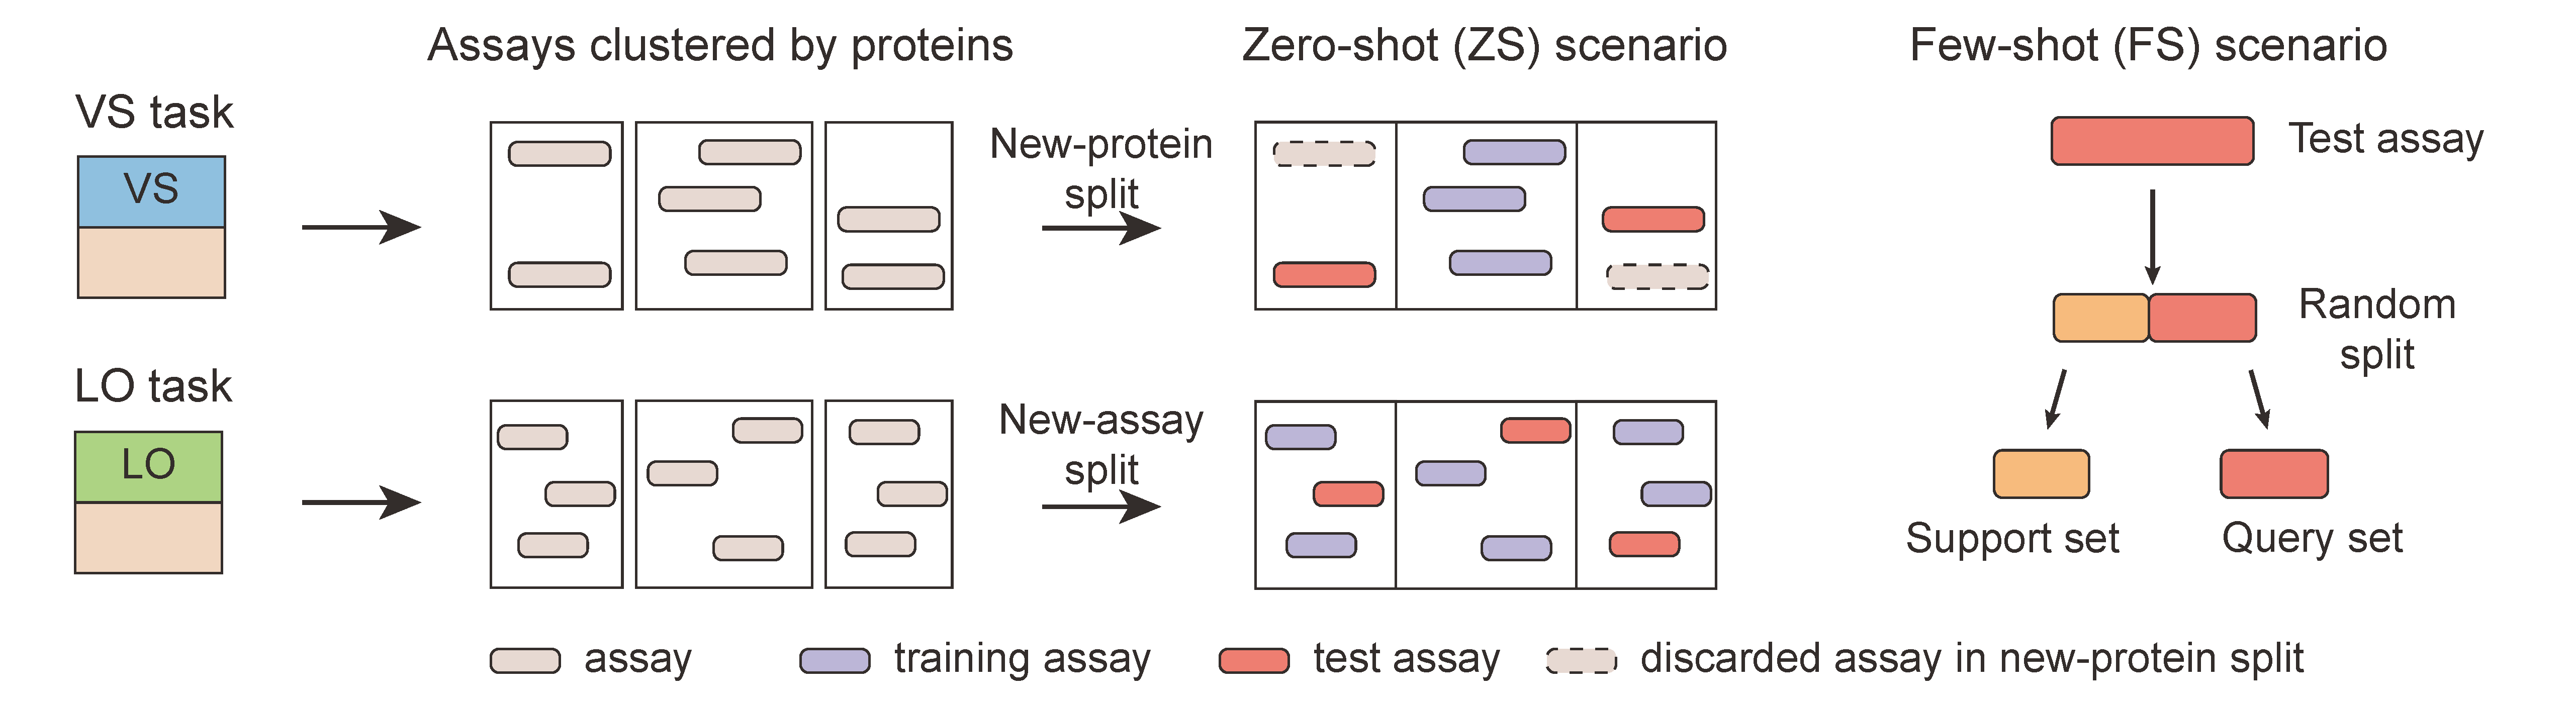 Assays clustered by proteins
Zero-shot (ZS) scenario
Few-shot (FS) scenario
VS task
VS
New-protein
split
Test assay
Random
split
LO task
LO
New-assay
split
Support set
Query set
assay
training assay
test assay
discarded assay in new-protein split